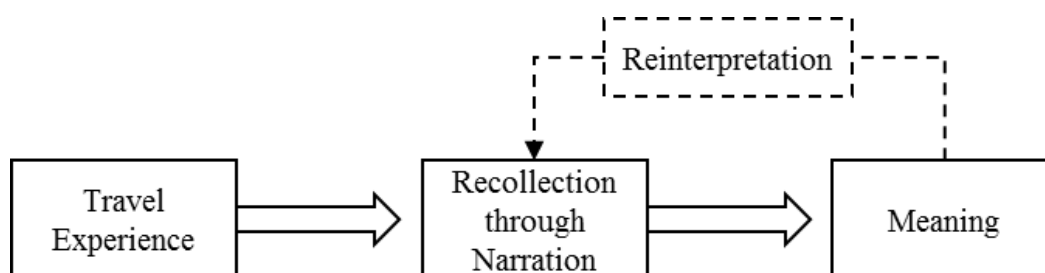 Reinterpretation
Travel
Experience
Recollection
through
Narration
Meaning